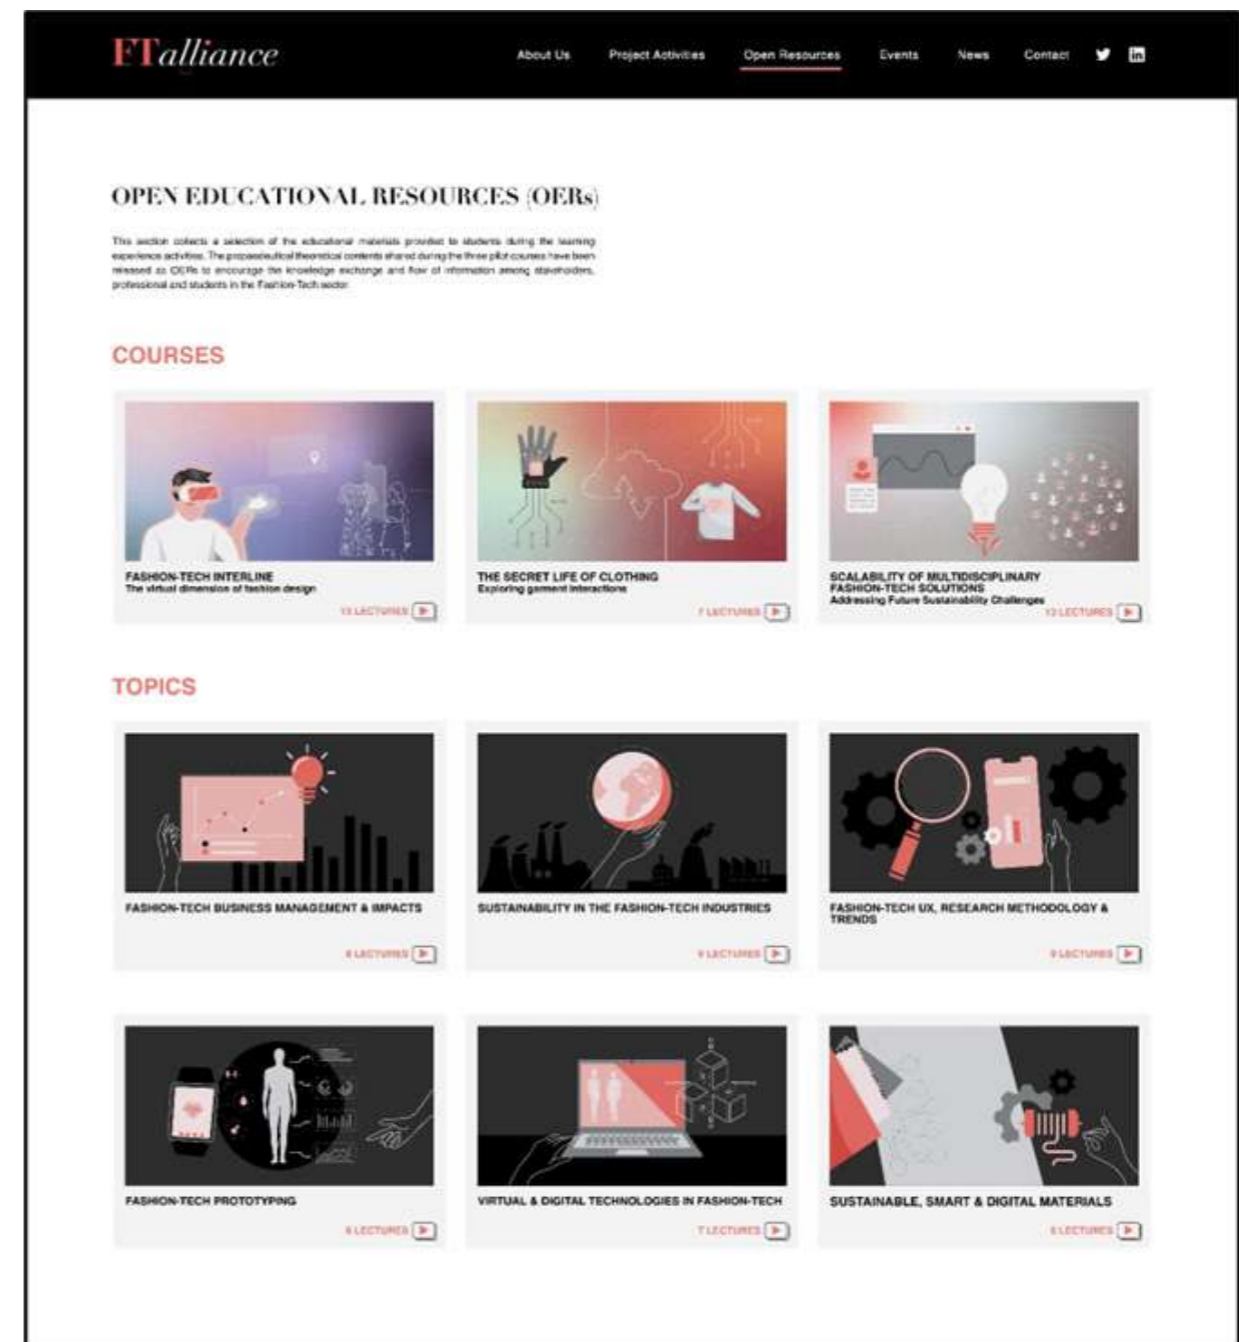 FTalliance
About Us Project Activities Open Resources Events News Contact
OPEN EDUCATIONAL RESOURCES (OERs)
This section collects a selection of the educational materials provided to students during the learning
experience activities. The propaedeutical theoretical contents shared during the three pilot courses have been
released as OERs to encourage the knowledge exchange and flow of information among stakeholders,
professional and students in the Fashion-Tech sector.
COURSES
FASHION-TECH INTERLINE
The virtual dimension of fashion design
13 LECTURES
THE SECRET LIFE OF CLOTHING
Exploring garment interactions
7 LECTURES
SCALABILITY OF MULTIDISCIPLINARY
FASHION-TECH SOLUTIONS
Addressing Future Sustainability Challenges
13 LECTURES
TOPICS
FASHION-TECH BUSINESS MANAGEMENT & IMPACTS
LECTURES
SUSTAINABILITY IN THE FASHION-TECH INDUSTRIES
LECTURES
FASHION-TECH UX, RESEARCH METHODOLOGY &
TRENDS
LECTURES
FASHION-TECH PROTOTYPING
LECTURES
VIRTUAL & DIGITAL TECHNOLOGIES IN FASHION-TECH
7 LECTURES
SUSTAINABLE, SMART & DIGITAL MATERIALS
LECTURES